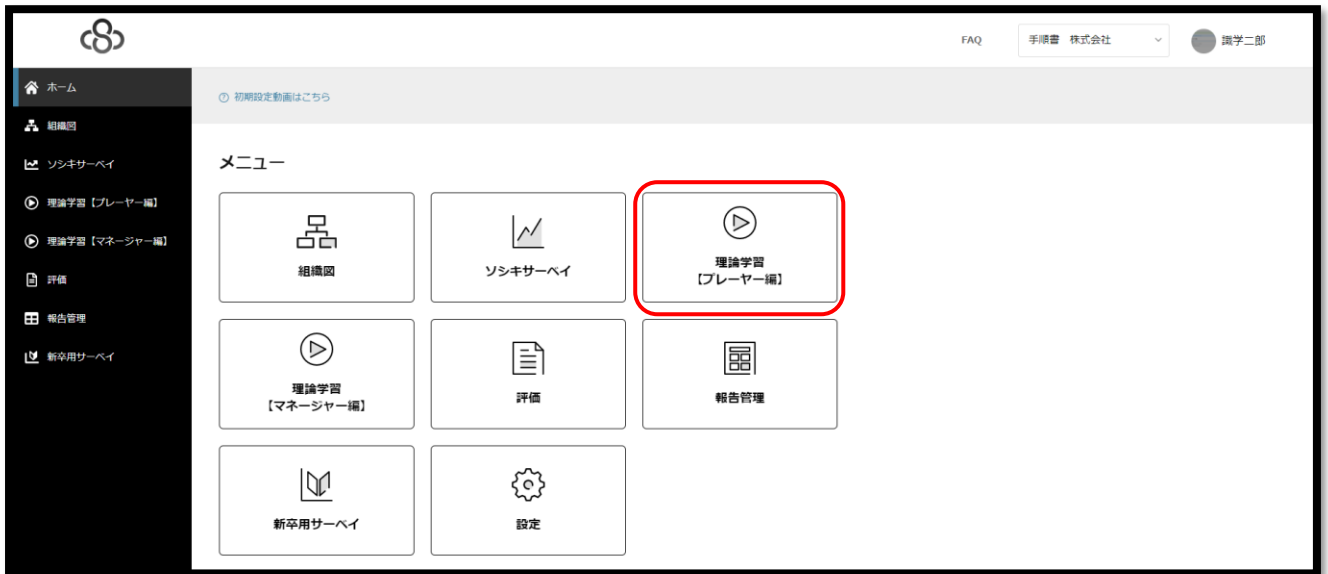 FAQ
手順書 株式会社
識学二郎
ホーム
組織図
ソシキサーベイ
理論学習【プレーヤー編】
理論学習【マネージャー編】
評価
報告管理
新卒用サーベイ
初期設定動画はこちら
メニュー
組織図
ソシキサーベイ
理論学習
【プレーヤー編】
理論学習
【マネージャー編】
評価
報告管理
新卒用サーベイ
設定